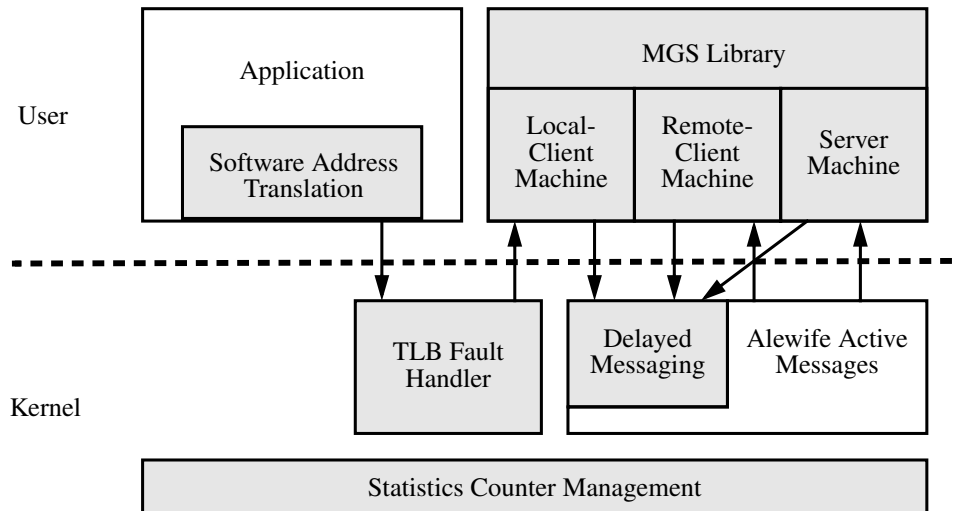 Application
MGS Library
User
Software Address
Translation
Local-
Client
Machine
Remote-
Client
Machine
Server
Machine
TLB Fault
Handler
Delayed
Messaging
Alewife Active
Messages
Kernel
Statistics Counter Management